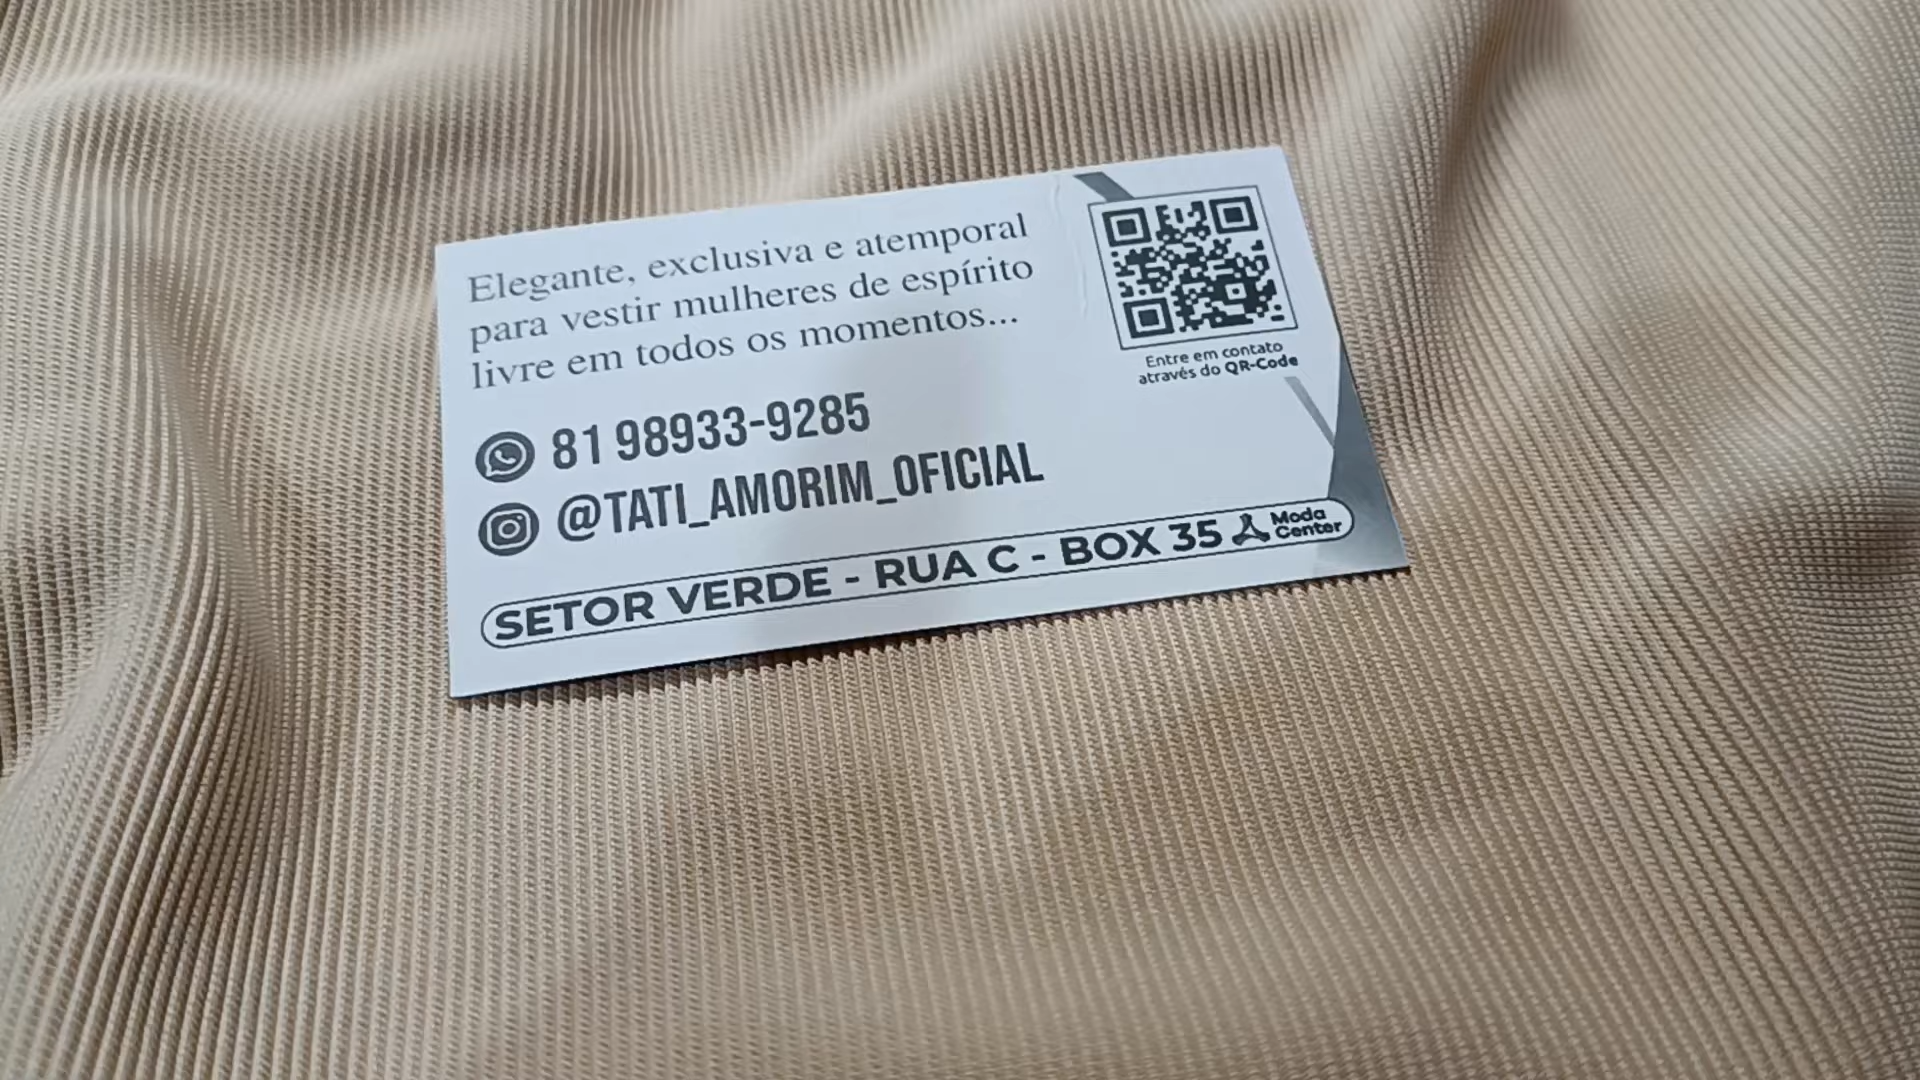 Elegante, exclusiva e atemporal
para vestir mulheres de espírito
livre em todos os momentos...
81 98933-9285
@TATI_AMORIM_OFICIAL
SETOR VERDE - RUA C - BOX 35
Moda
Center
Entre em contato
através do QR-Code